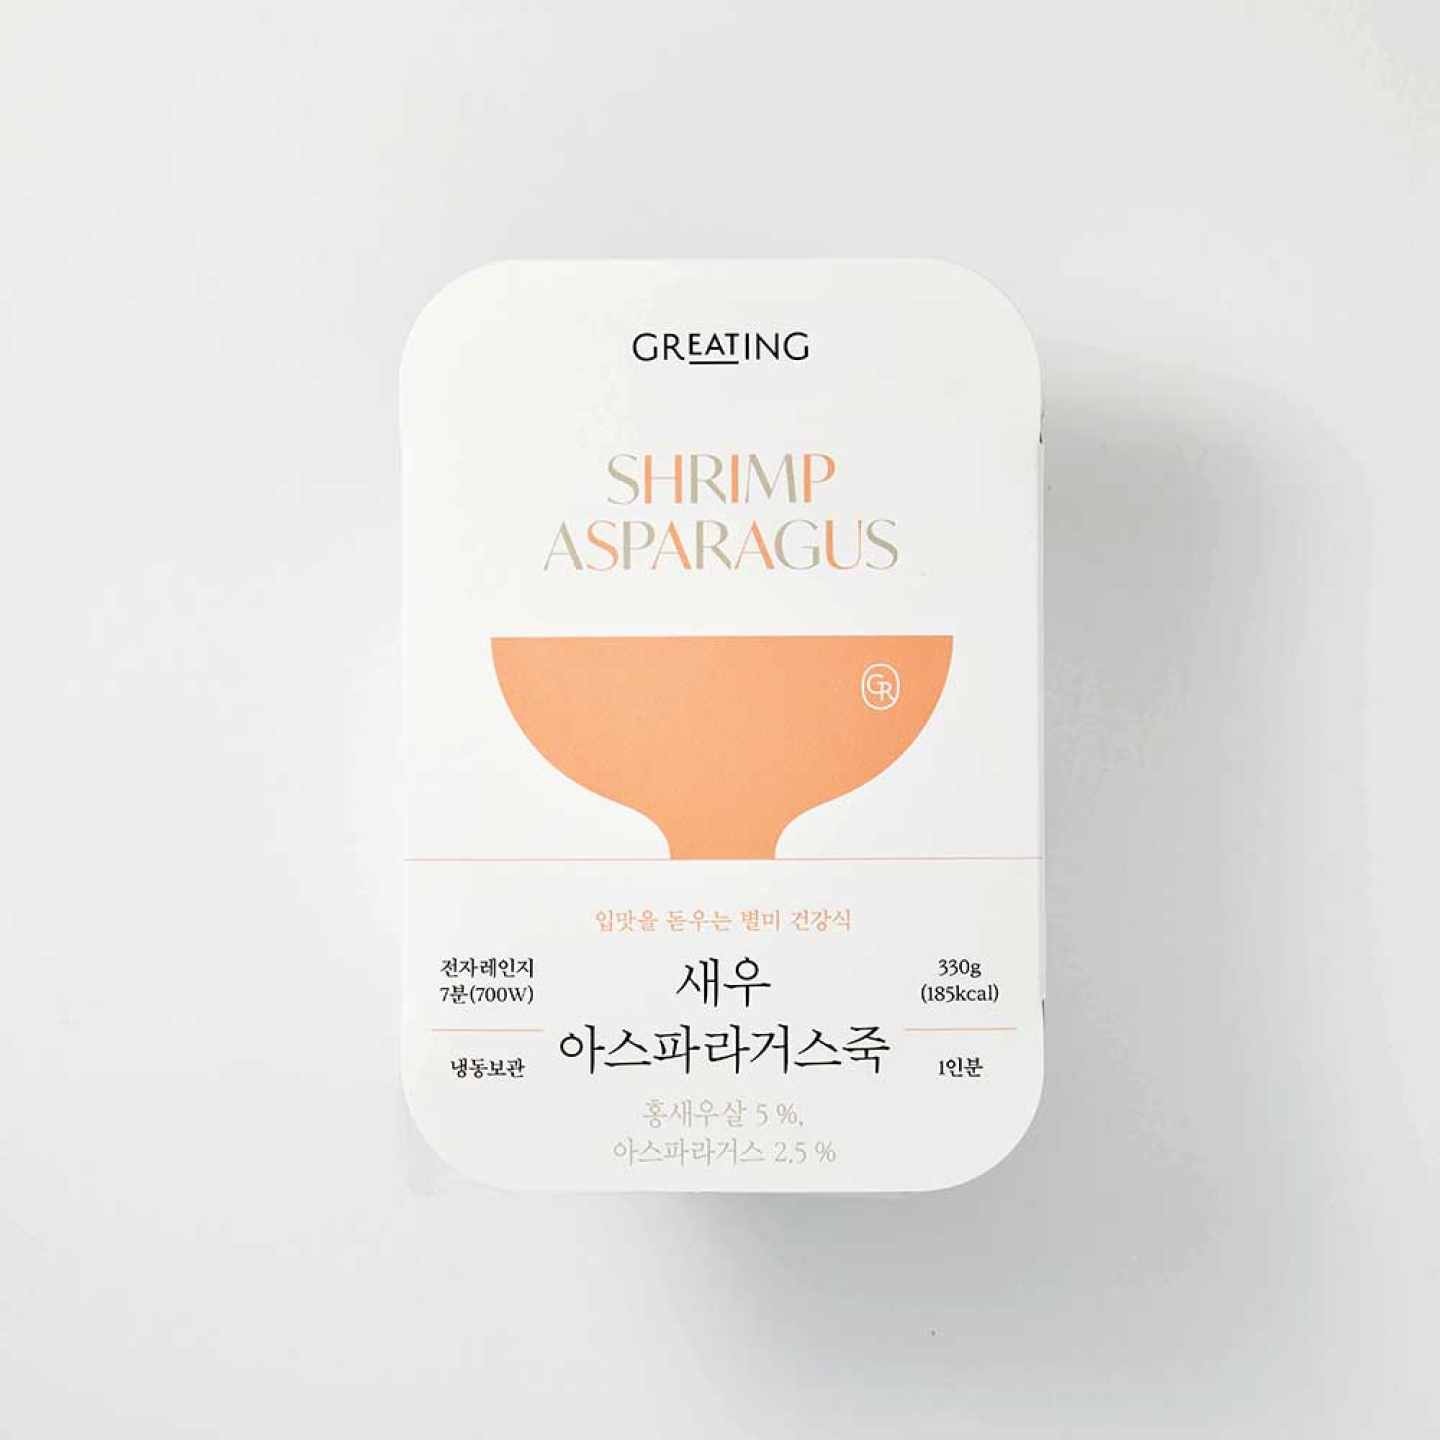 GREATING
SHRIMP
ASPARAGUS
GR
입맛을 돋우는 별미 건강식
전자레인지
7분(700W)
새우
아스파라거스죽
330g
(185kcal)
냉동보관
1인분
홍새우살 5 %,
아스파라거스 2.5 %